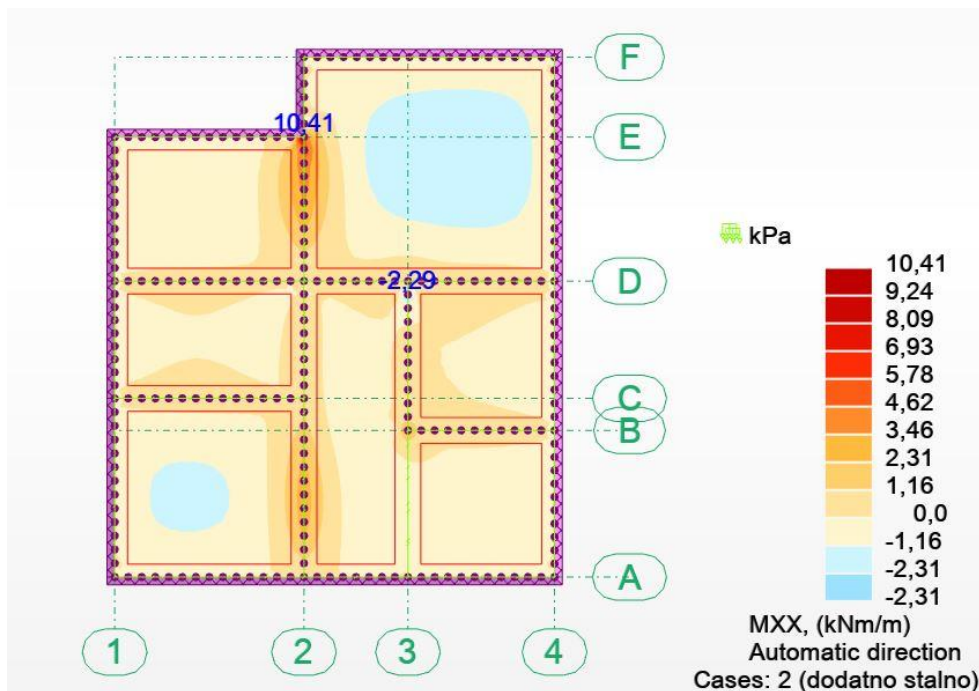 F
10,41
E
kPa
-2,29
D
C
B
A
10,41
9,24
8,09
6,93
5,78
4,62
3,46
2,31
1,16
0,0
-1,16
-2,31
-2,31
MXX, (kNm/m)
Automatic direction
Cases: 2 (dodatno stalno)
1
2
3
4